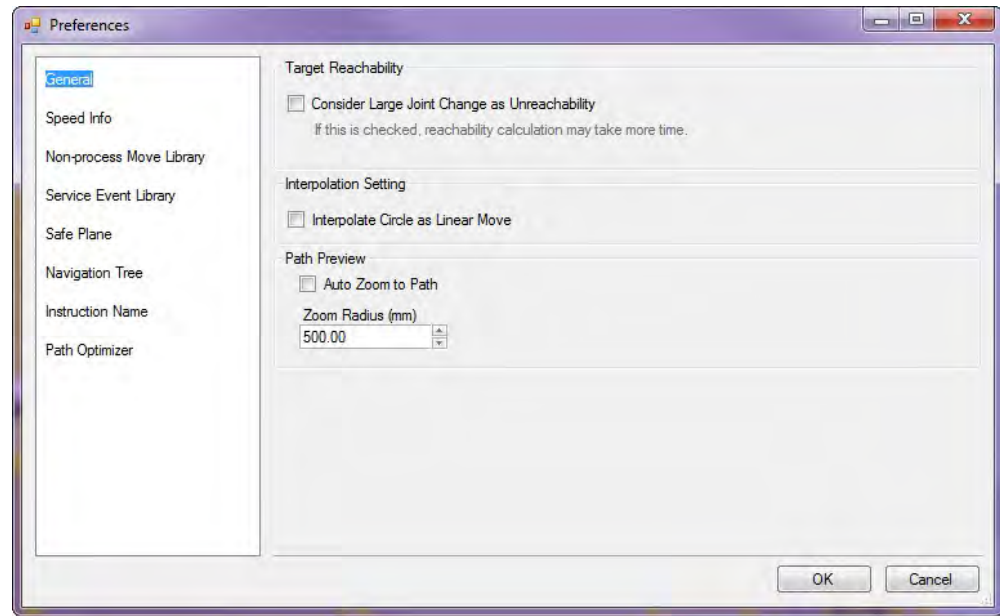 Preferences
General
Speed Info
Non-process Move Library
Service Event Library
Safe Plane
Navigation Tree
Instruction Name
Path Optimizer
Target Reachability
Consider Large Joint Change as Unreachability
If this is checked, reachability calculation may take more time.
Interpolation Setting
Interpolate Circle as Linear Move
Path Preview
Auto Zoom to Path
Zoom Radius (mm)
500.00
OK
Cancel